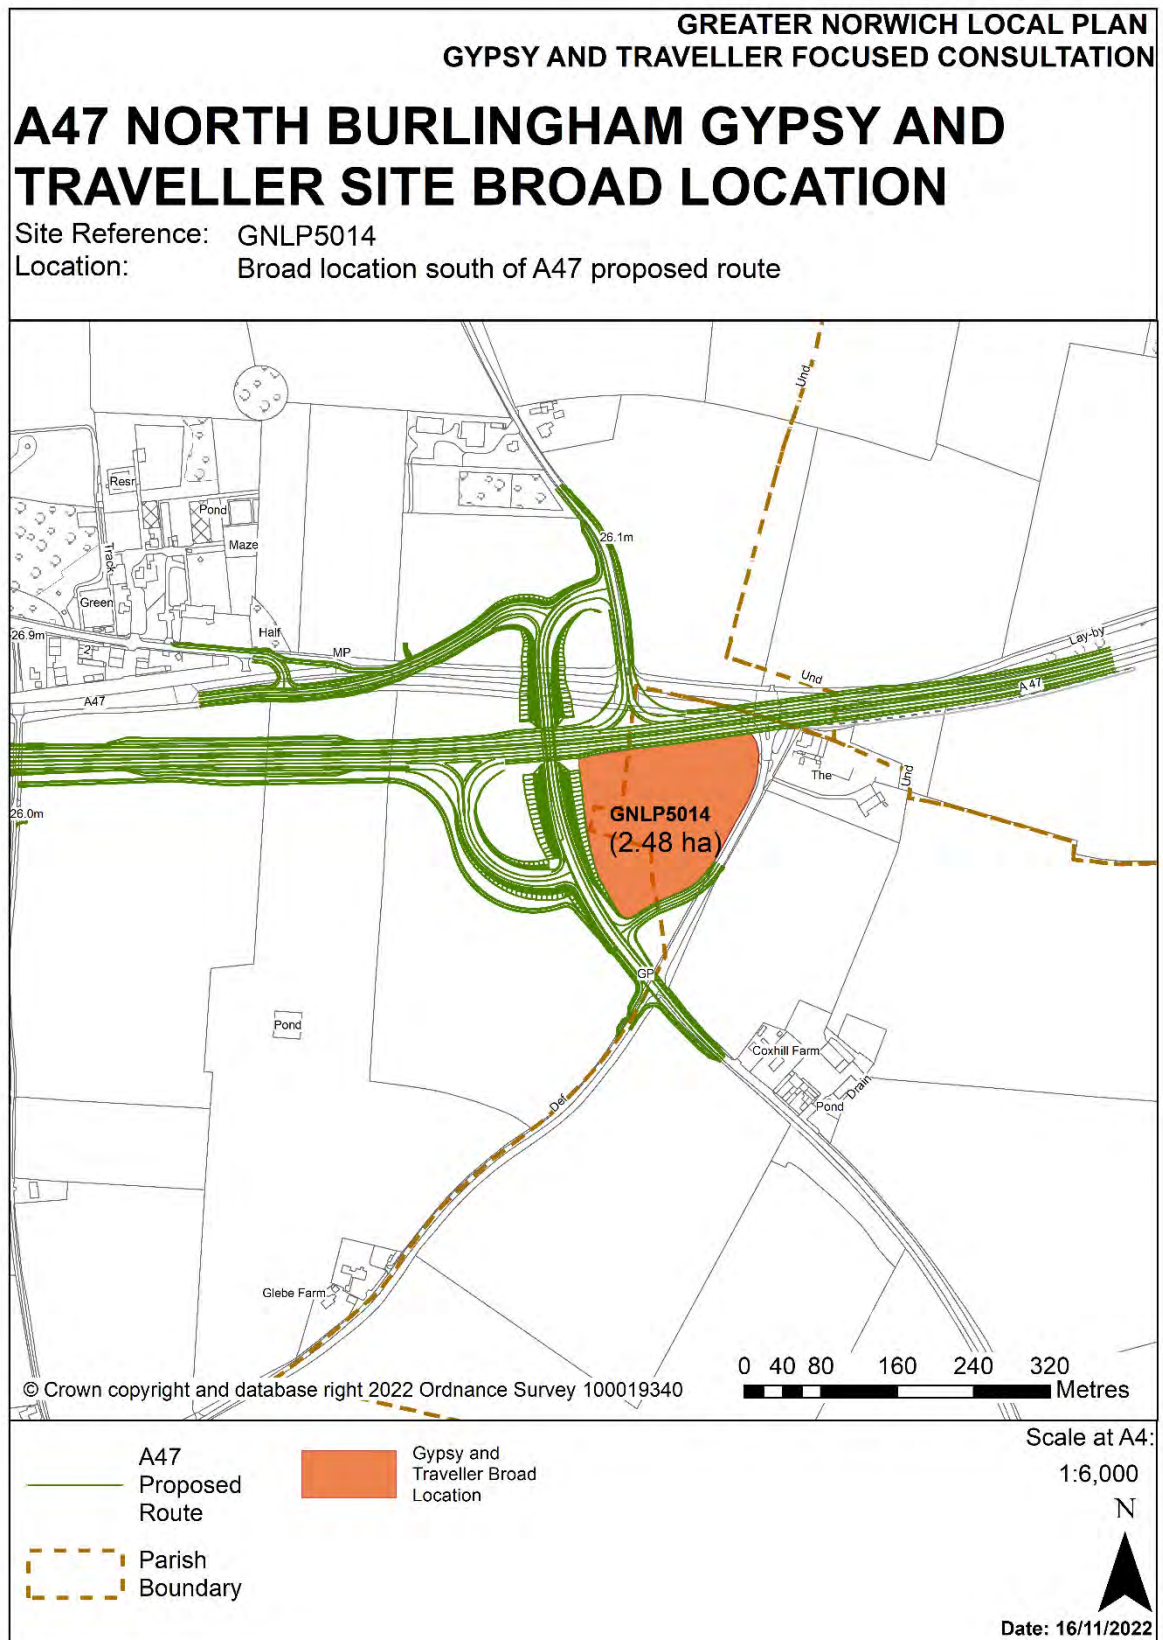 GREATER NORWICH LOCAL PLAN
GYPSY AND TRAVELLER FOCUSED CONSULTATION
A47 NORTH BURLINGHAM GYPSY AND
TRAVELLER SITE BROAD LOCATION
Site Reference: GNLP5014
Location: Broad location south of A47 proposed route
Und
Resr
Pond
26.1m
Maze
Track
Green
26.9m
Half
2
MP
Lay-by
Und
A47
A 47
The
Und
26.0m
GNLP5014
(2.48 ha)
GP
Pond
Coxhill Farm
Drain
Pond
Def
Glebe Farm
0 40 80 160 240 320
Metres
© Crown copyright and database right 2022 Ordnance Survey 100019340
A47
Proposed
Route
Gypsy and
Traveller Broad
Location
Parish
Boundary
Scale at A4:
1:6,000
N
Date: 16/11/2022